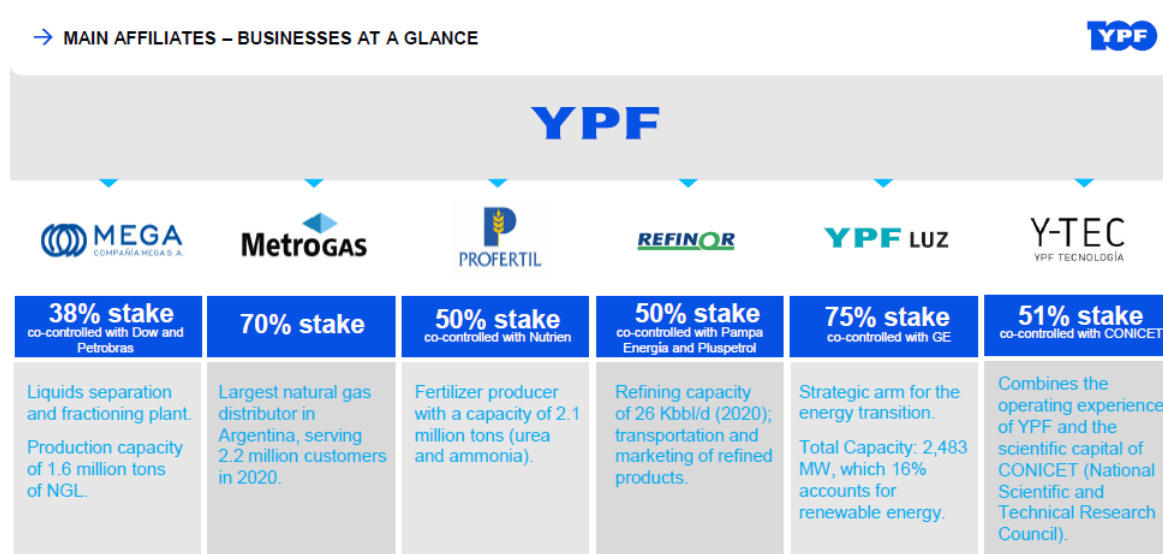 → MAIN AFFILIATES – BUSINESSES AT A GLANCE
YPF
YPF
MEGA
COMPAÑÍA MEGA S.A.
MetroGAS
PROFERTIL
REFINOR
YPF LUZ
Y-TEC
YPF TECNOLOGÍA
38% stake
co-controlled with Dow and
Petrobras
70% stake
50% stake
co-controlled with Nutrien
50% stake
co-controlled with Pampa
Energía and Pluspetrol
75% stake
co-controlled with GE
51% stake
co-controlled with CONICET
Liquids separation
and fractioning plant.
Production capacity
of 1.6 million tons
of NGL.
Largest natural gas
distributor in
Argentina, serving
2.2 million customers
in 2020.
Fertilizer producer
with a capacity of 2.1
million tons (urea
and ammonia).
Refining capacity
of 26 Kbbl/d (2020);
transportation and
marketing of refined
products.
Strategic arm for the
energy transition.
Total Capacity: 2,483
MW, which 16%
accounts for
renewable energy.
Combines the
operating experience
of YPF and the
scientific capital of
CONICET (National
Scientific and
Technical Research
Council).